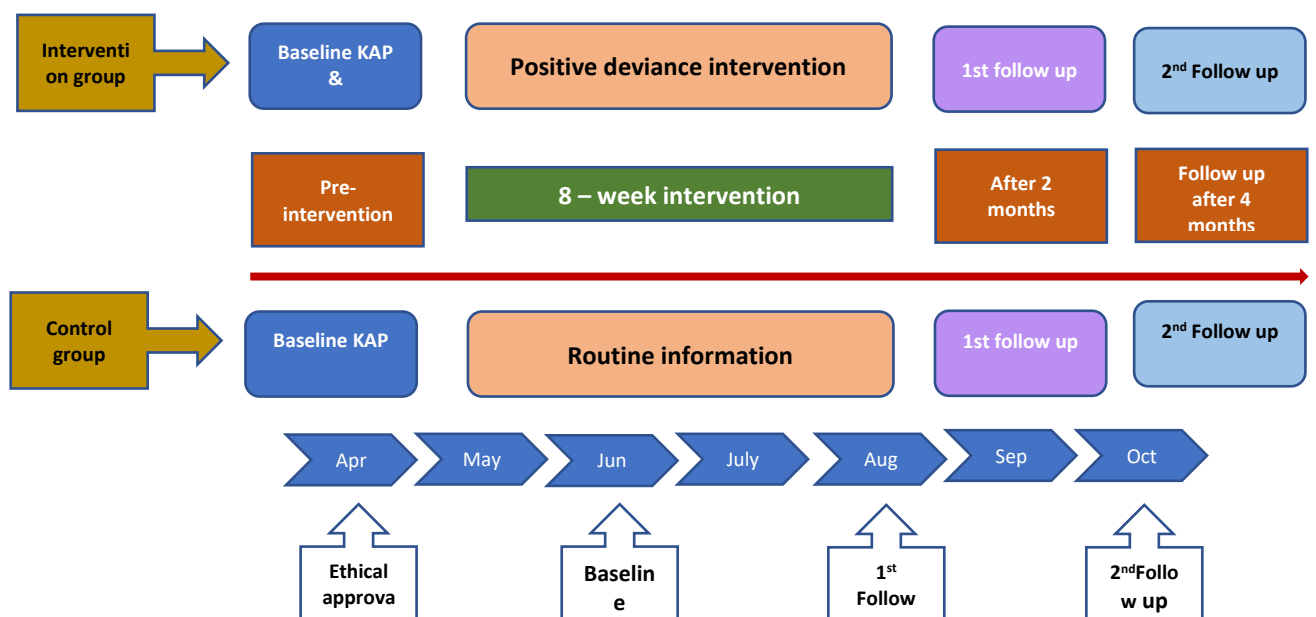 Interventi
on group
Baseline KAP
&
Positive deviance intervention
1st follow up
2nd Follow up
Pre-
intervention
8 – week intervention
After 2
months
Follow up
after 4
months
Control
group
Baseline KAP
Routine information
1st follow up
2nd Follow up
Apr
May
Jun
July
Aug
Sep
Oct
Ethical
approva
Baselin
e
1st
Follow
2ndFollo
w up